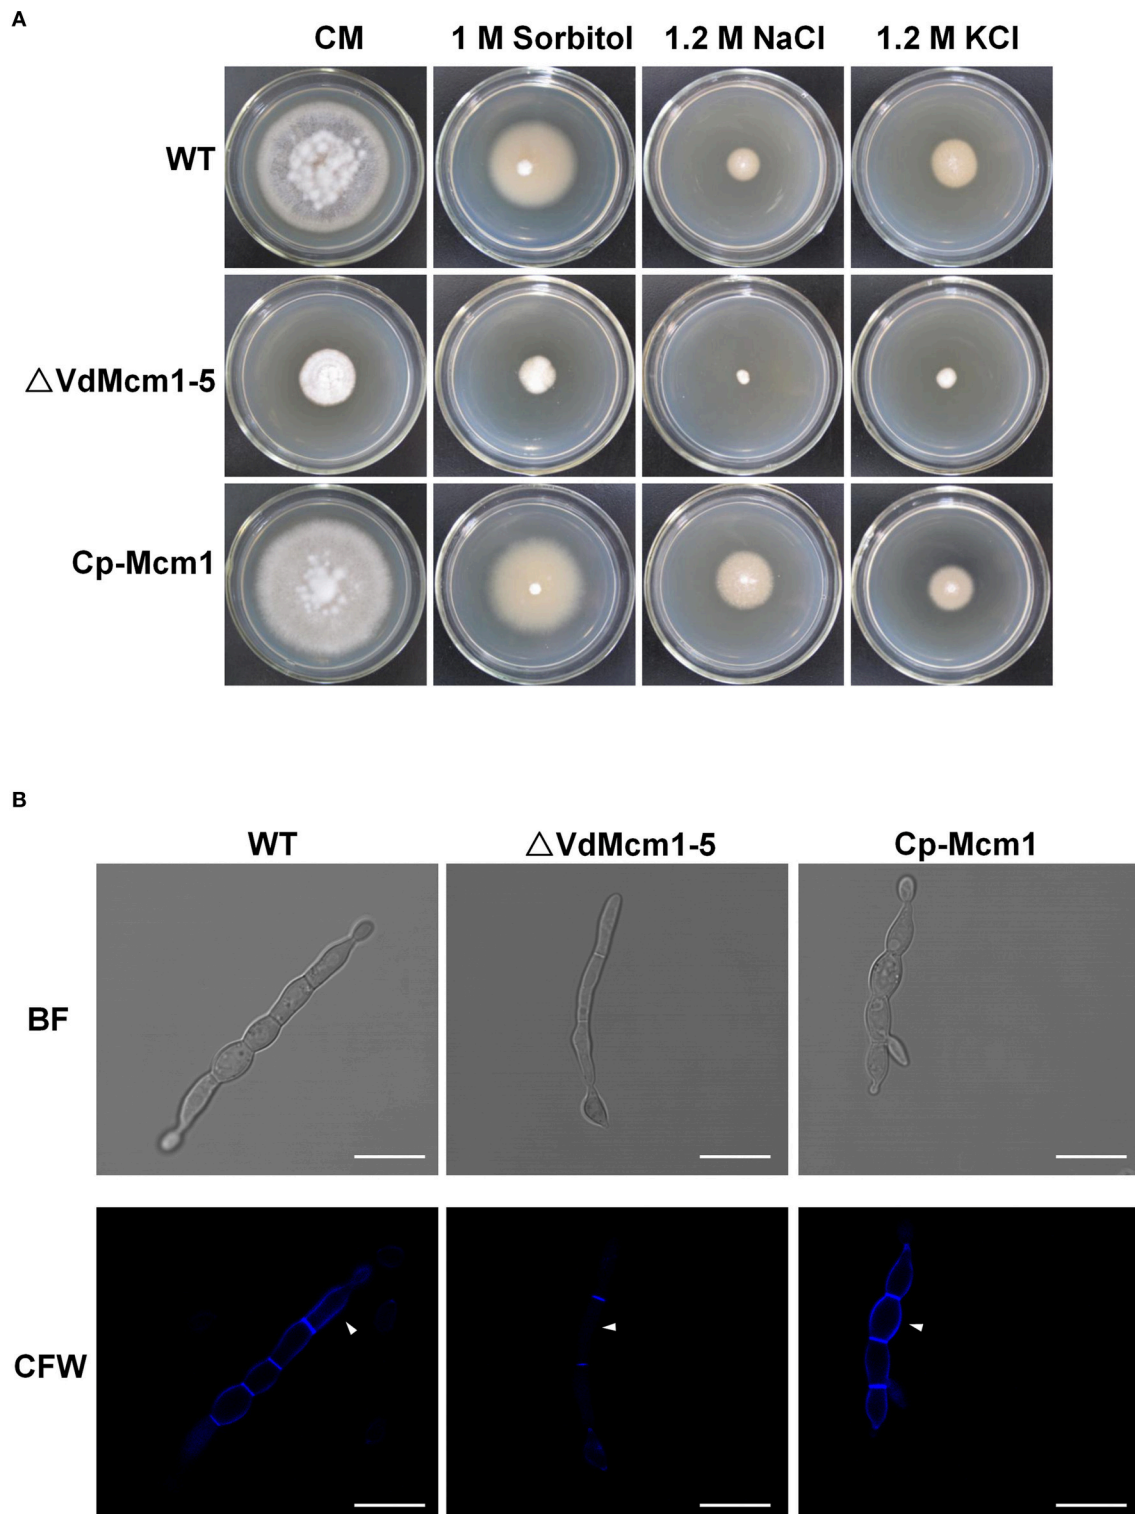 A
CM 1 M Sorbitol 1.2 M NaCl 1.2 M KCl
WT
△VdMcm1-5
Cp-Mcm1
B
WT △VdMcm1-5 Cp-Mcm1
BF
CFW